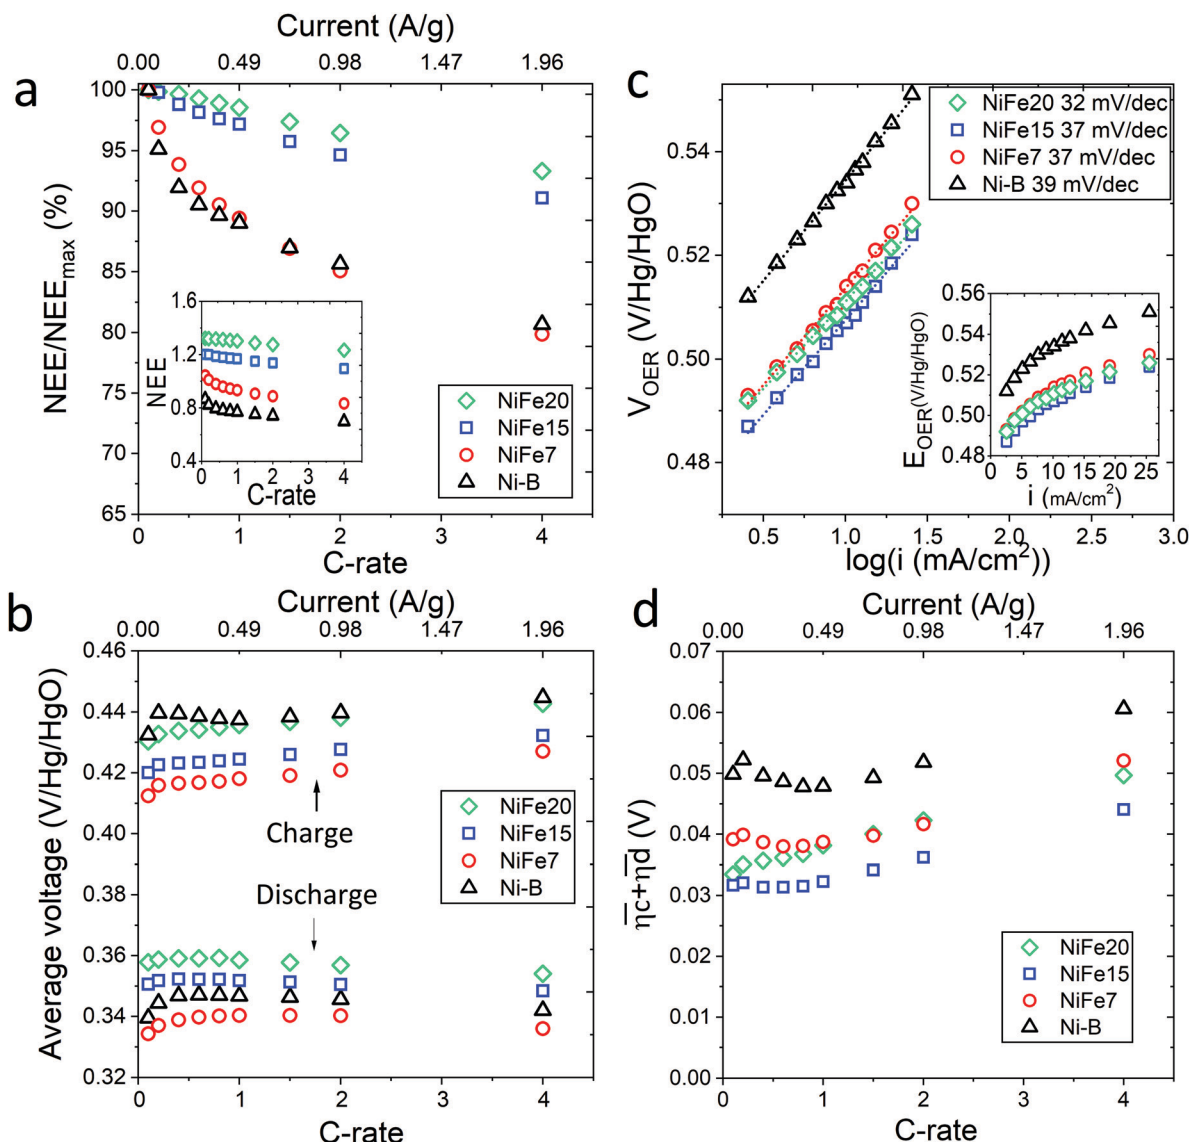 a
Current (A/g)
0.00 0.49 0.98 1.47 1.96
NEE/NEEmax (%)
100
95
90
85
80
75
70
65
0 1 2 3 4
C-rate
NEE
1.6
1.2
0.8
0.4
0 1 2 3 4
C-rate
NiFe20
NiFe15
NiFe7
Ni-B
c
VOER (V/Hg/HgO)
0.54
0.52
0.50
0.48
0.5 1.0 1.5 2.0 2.5 3.0
log(i (mA/cm²))
NiFe20 32 mV/dec
NiFe15 37 mV/dec
NiFe7 37 mV/dec
Ni-B 39 mV/dec
EOER(V/Hg/HgO)
0.56
0.54
0.52
0.50
0.48
0 5 10 15 20 25
i (mA/cm²)
b
Current (A/g)
0.00 0.49 0.98 1.47 1.96
Average voltage (V/Hg/HgO)
0.46
0.44
0.42
0.40
0.38
0.36
0.34
0.32
0 1 2 3 4
C-rate
Charge
Discharge
NiFe20
NiFe15
NiFe7
Ni-B
d
Current (A/g)
0.00 0.49 0.98 1.47 1.96
η̅c+η̅d (V)
0.07
0.06
0.05
0.04
0.03
0.02
0.01
0.00
0 1 2 3 4
C-rate
NiFe20
NiFe15
NiFe7
Ni-B